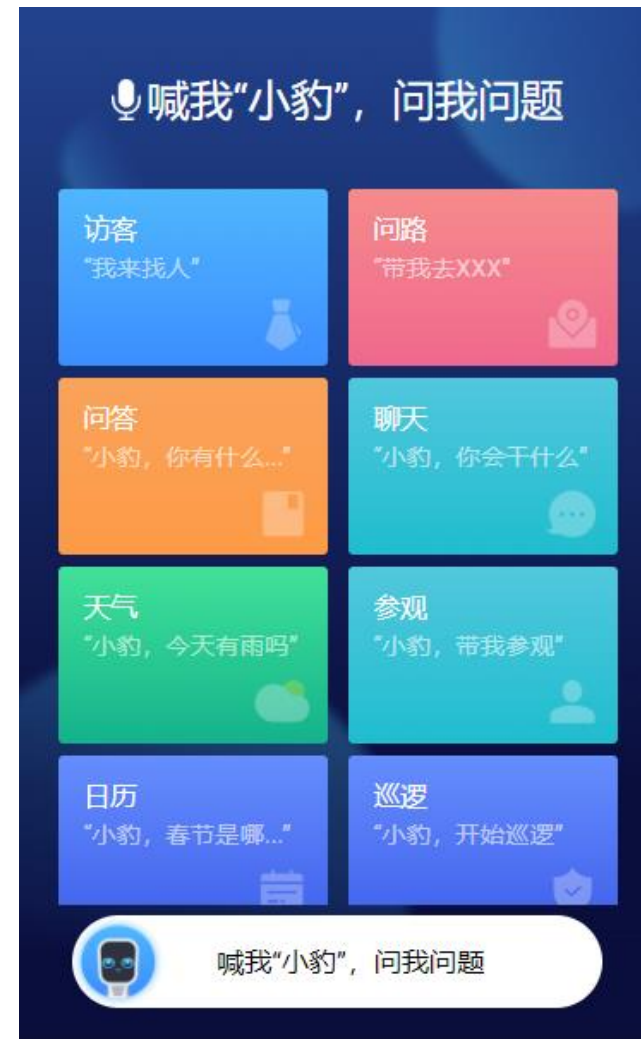 喊我“小豹”，问我问题
访客
“我来找人”
问路
“带我去XXX”
问答
“小豹，你有什么...”
聊天
“小豹，你会干什么”
天气
“小豹，今天有雨吗”
参观
“小豹，带我参观”
日历
“小豹，春节是哪...”
巡逻
“小豹，开始巡逻”
喊我“小豹”，问我问题